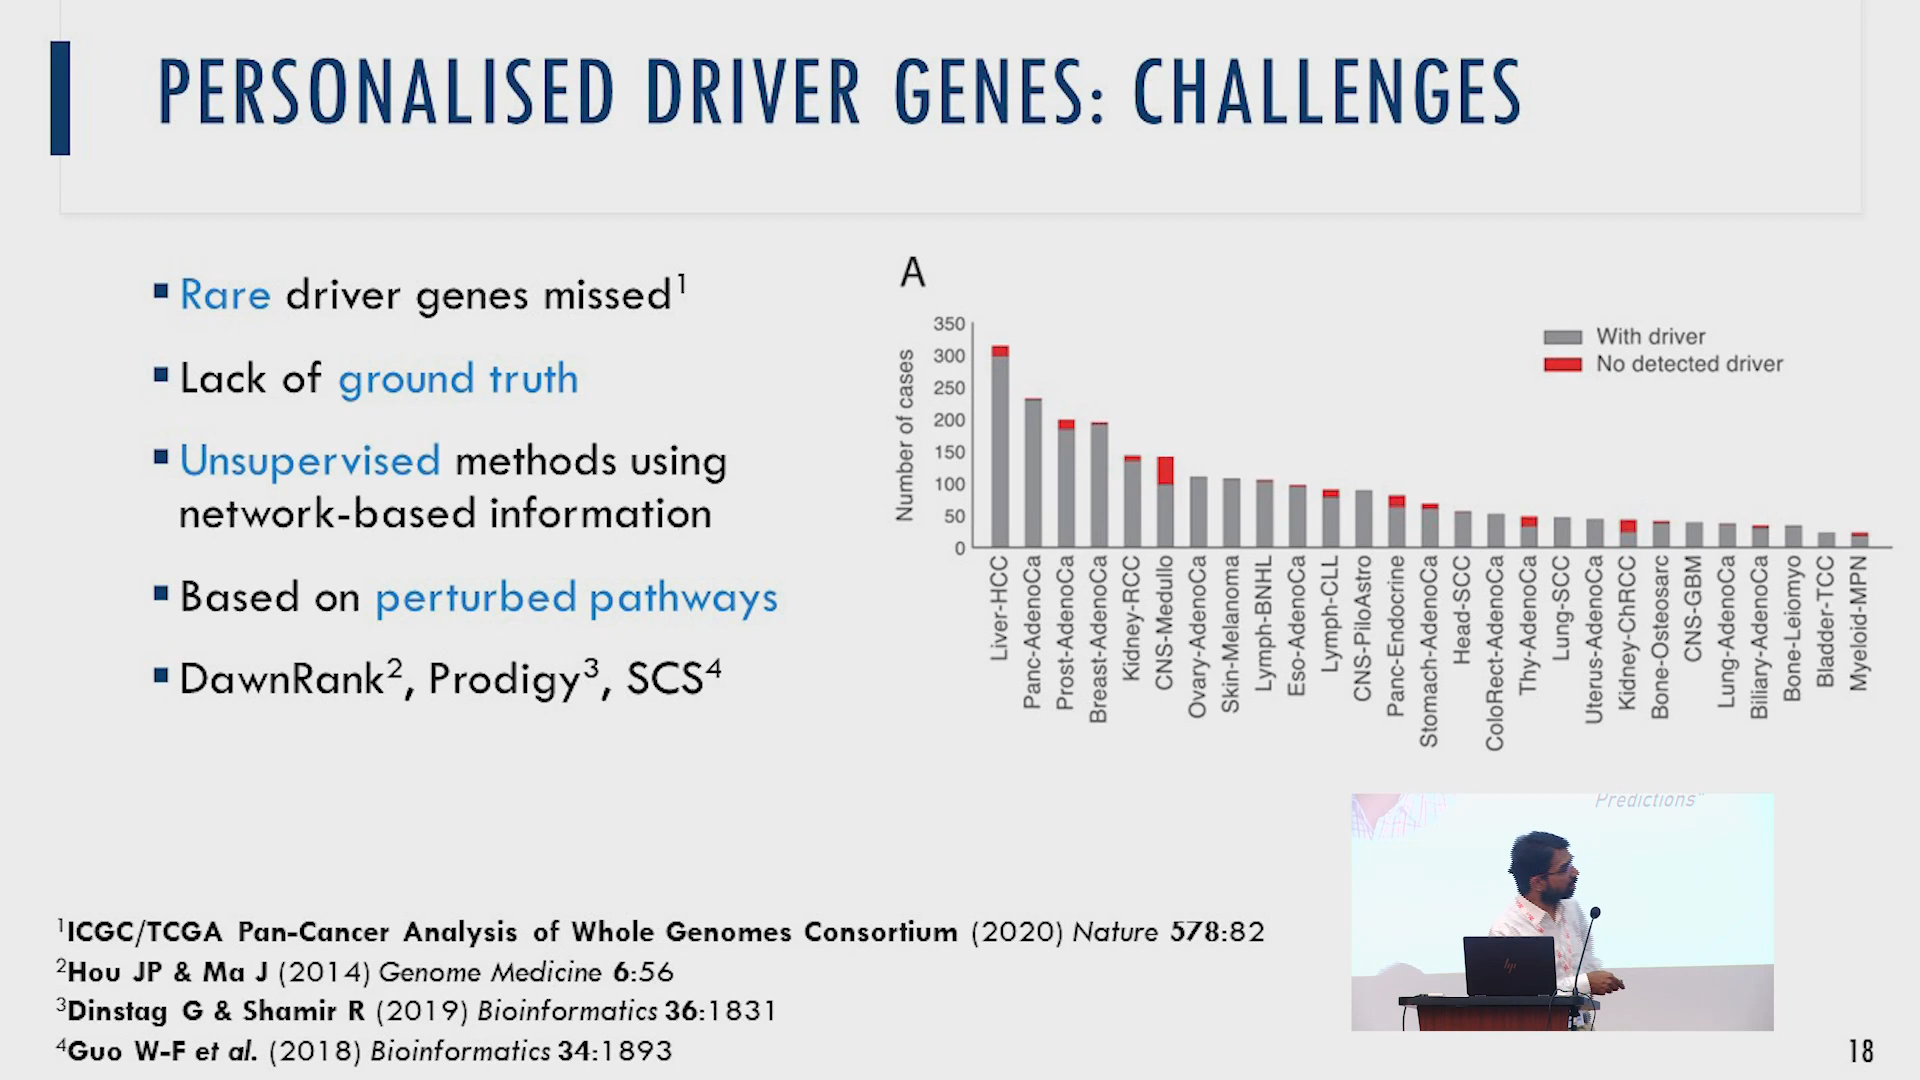 PERSONALISED DRIVER GENES: CHALLENGES
Rare driver genes missed¹
Lack of ground truth
Unsupervised methods using
network-based information
Based on perturbed pathways
DawnRank², Prodigy³, SCS⁴
A
With driver
No detected driver
Number of cases
350
300
250
200
150
100
50
0
Liver-HCC
Panc-AdenoCa
Prost-AdenoCa
Breast-AdenoCa
Kidney-RCC
CNS-Medullo
Ovary-AdenoCa
Skin-Melanoma
Lymph-BNHL
Eso-AdenoCa
Lymph-CLL
CNS-PiloAstro
Panc-Endocrine
Stomach-AdenoCa
Head-SCC
ColoRect-AdenoCa
Thy-AdenoCa
Lung-SCC
Uterus-AdenoCa
Kidney-ChRCC
Bone-Osteosarc
CNS-GBM
Lung-AdenoCa
Biliary-AdenoCa
Bone-Leiomyo
Bladder-TCC
Myeloid-MPN
Predictions"
hp
¹ICGC/TCGA Pan-Cancer Analysis of Whole Genomes Consortium (2020) Nature 578:82
²Hou JP & Ma J (2014) Genome Medicine 6:56
³Dinstag G & Shamir R (2019) Bioinformatics 36:1831
⁴Guo W-F et al. (2018) Bioinformatics 34:1893
18